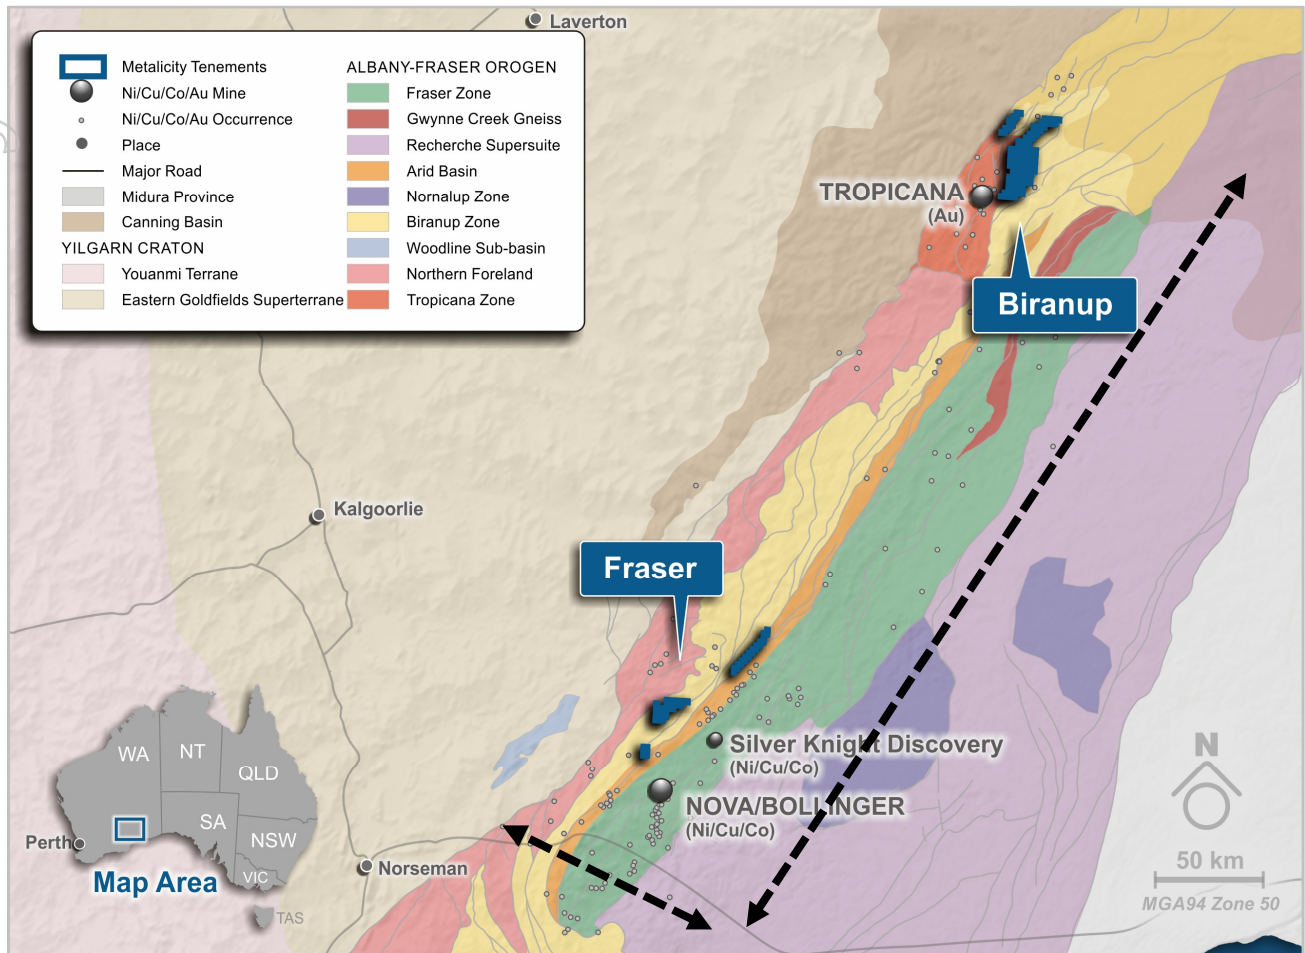 Laverton
Metalicity Tenements
Ni/Cu/Co/Au Mine
Ni/Cu/Co/Au Occurrence
Place
Major Road
Midura Province
Canning Basin
YILGARN CRATON
Youanmi Terrane
Eastern Goldfields Superterrane
ALBANY-FRASER OROGEN
Fraser Zone
Gwynne Creek Gneiss
Recherche Supersuite
Arid Basin
Nornalup Zone
Biranup Zone
Woodline Sub-basin
Northern Foreland
Tropicana Zone
TROPICANA
(Au)
Biranup
Kalgoorlie
Fraser
Silver Knight Discovery
(Ni/Cu/Co)
NOVA/BOLLINGER
(Ni/Cu/Co)
Norseman
WA
NT
QLD
SA
NSW
VIC
TAS
Perth
Map Area
N
50 km
MGA94 Zone 50